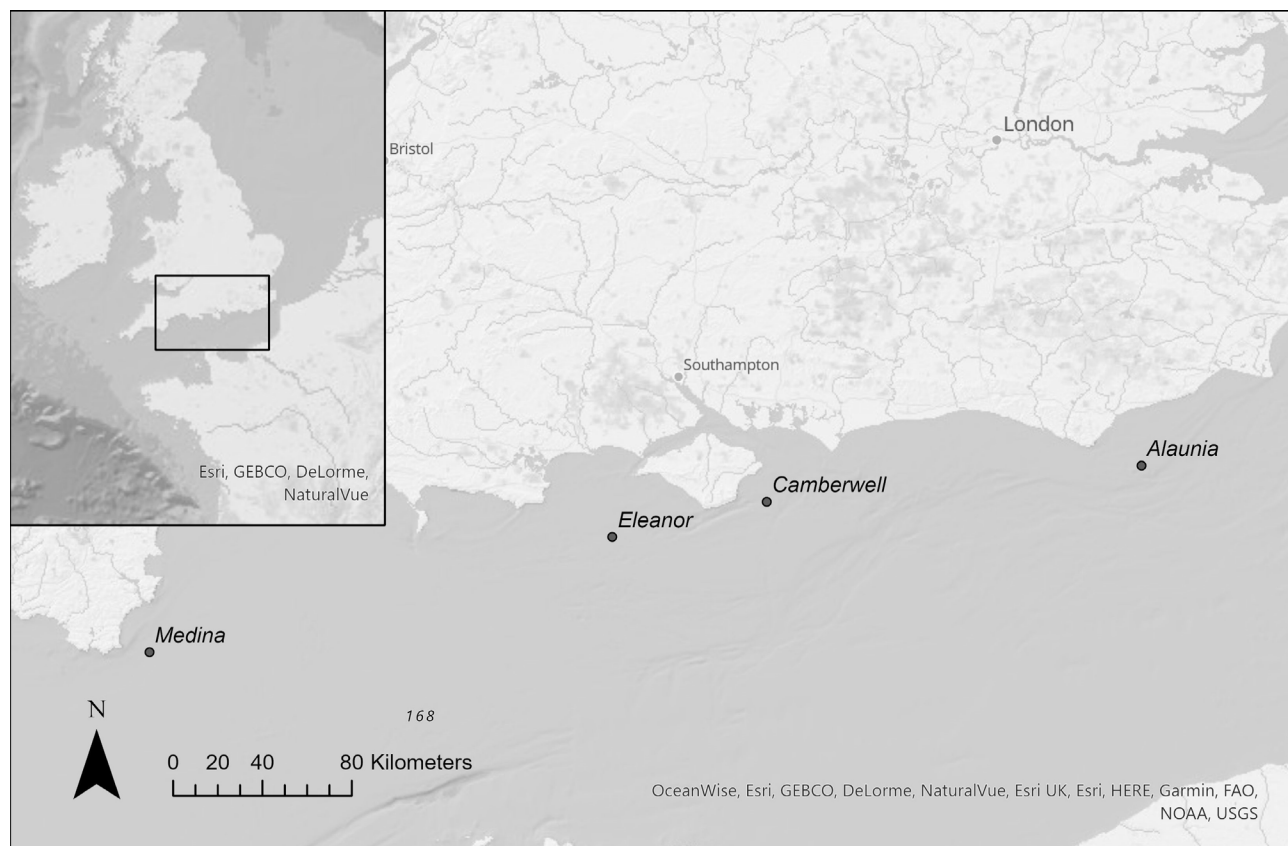 London
Bristol
Southampton
Esri, GEBCO, DeLorme,
NaturalVue
Alaunia
Camberwell
Eleanor
Medina
N
168
0 20 40 80 Kilometers
OceanWise, Esri, GEBCO, DeLorme, NaturalVue, Esri UK, Esri, HERE, Garmin, FAO,
NOAA, USGS